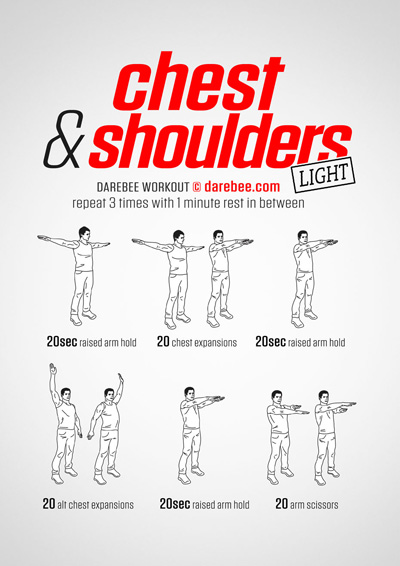 chest
& shoulders
LIGHT
DAREBEE WORKOUT © darebee.com
repeat 3 times with 1 minute rest in between
20sec raised arm hold
20 chest expansions
20sec raised arm hold
20 alt chest expansions
20sec raised arm hold
20 arm scissors